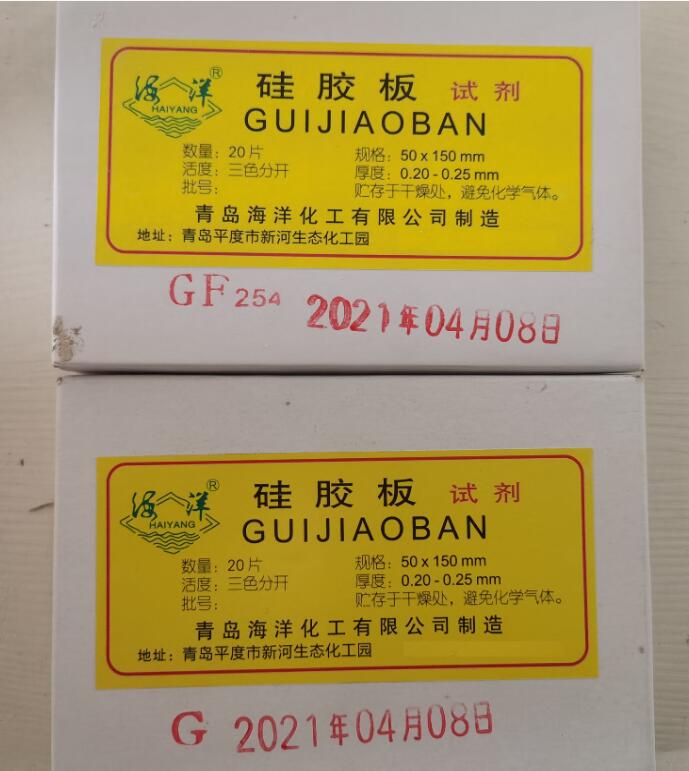 海洋®
HAIYANG
硅胶板 试剂
GUIJIAOBAN
数量：20片 规格：50 x 150 mm
活度：三色分开 厚度：0.20 - 0.25 mm
批号： 贮存于干燥处，避免化学气体。
青岛海洋化工有限公司制造
地址：青岛平度市新河生态化工园
GF254 2021年04月08日
海洋®
HAIYANG
硅胶板 试剂
GUIJIAOBAN
数量：20片 规格：50 x 150 mm
活度：三色分开 厚度：0.20 - 0.25 mm
批号： 贮存于干燥处，避免化学气体。
青岛海洋化工有限公司制造
地址：青岛平度市新河生态化工园
G 2021年04月08日